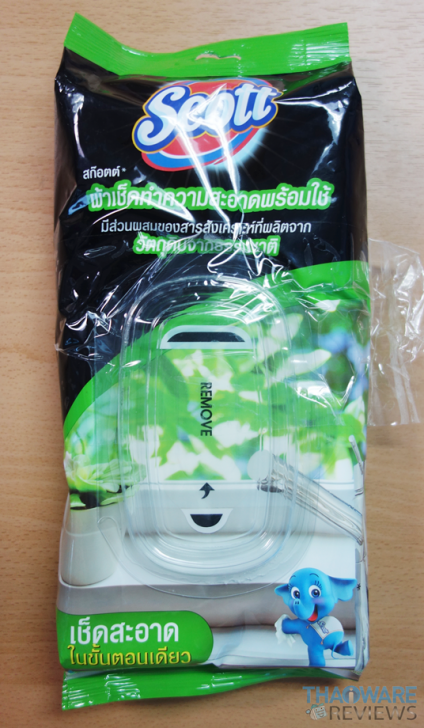 Scott
สก๊อตต์*
ผ้าเช็ดทำความสะอาดพร้อมใช้
มีส่วนผสมของสารสังเคราะห์ที่ผลิตจาก
วัตถุดิบจากธรรมชาติ
REMOVE
เช็ดสะอาด
ในขั้นตอนเดียว
THAIWARE
REVIEWS